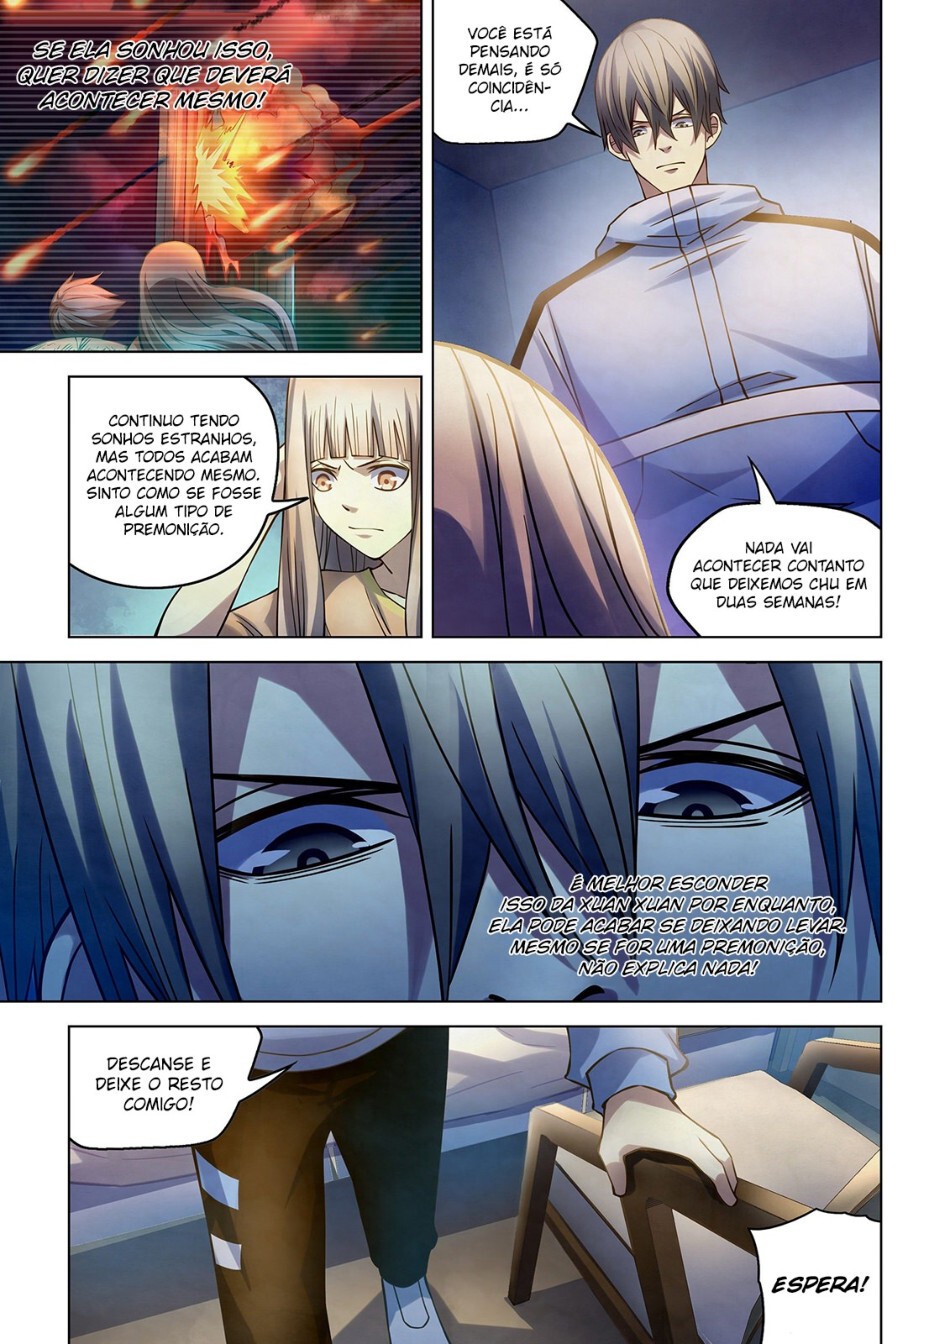 SE ELA SONHOU ISSO,
QUER DIZER QUE DEVERÁ
ACONTECER MESMO!
VOCÊ ESTÁ
PENSANDO
DEMAIS, É SÓ
COINCIDÊN-
CIA...
CONTINUO TENDO
SONHOS ESTRANHOS,
MAS TODOS ACABAM
ACONTECENDO MESMO.
SINTO COMO SE FOSSE
ALGUM TIPO DE
PREMONIÇÃO.
NADA VAI
ACONTECER CONTANTO
QUE DEIXEMOS CHU EM
DUAS SEMANAS!
É MELHOR ESCONDER
ISSO DA XUAN XUAN POR ENQUANTO,
ELA PODE ACABAR SE DEIXANDO LEVAR.
MESMO SE FOR UMA PREMONIÇÃO,
NÃO EXPLICA NADA!
DESCANSE E
DEIXE O RESTO
COMIGO!
ESPERA!